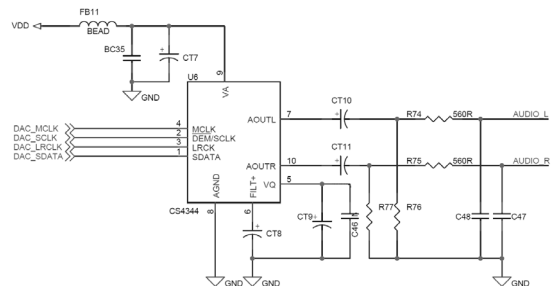 FB11
VDD
BEAD
BC35
CT7
GND
U6
9
VA
DAC_MCLK 4 MCLK
DAC_SCLK 2 DEM/SCLK
DAC_LRCLK 3 LRCK
DAC_SDATA 1 SDATA
AOUTL 7
CT10
R74 560R AUDIO_L
AOUTR 10
CT11
R75 560R AUDIO_R
VQ 5
AGND
FILT+
CS4344
8
6
CT8
CT9
C46
R77
R76
C48
C47
GND
GND
GND